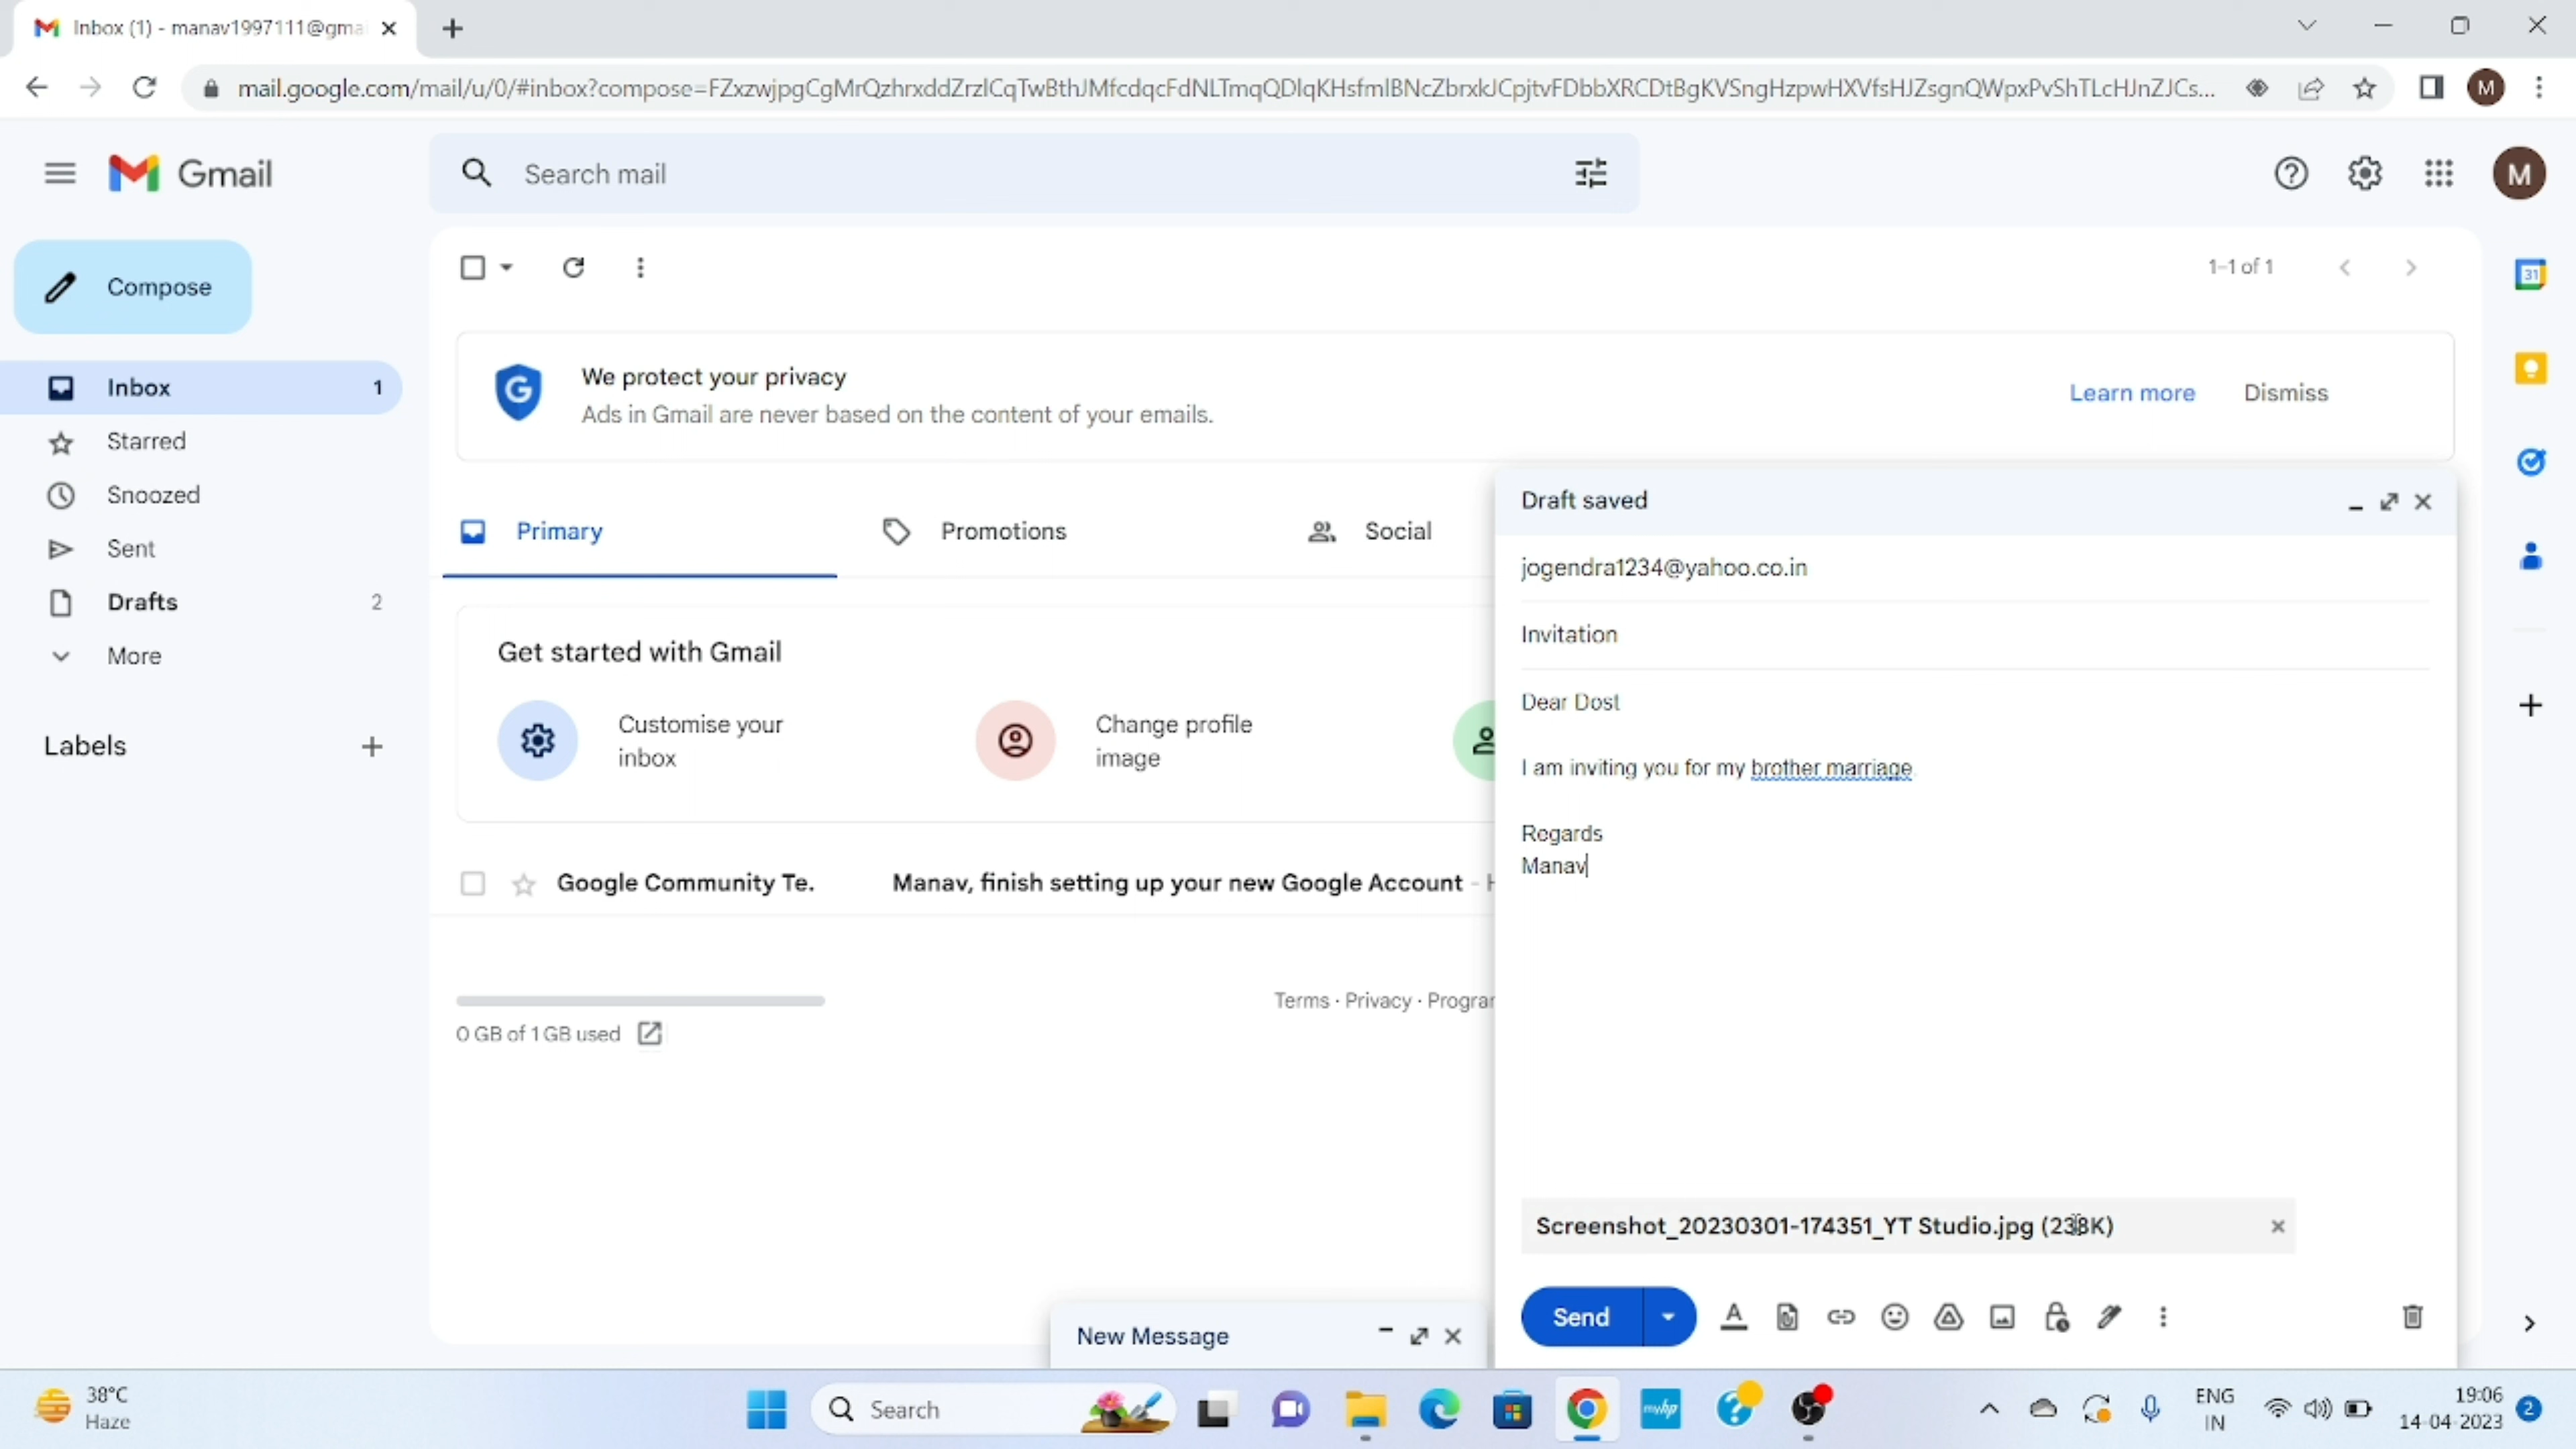 Inbox (1) - manav1997111@gma
mail.google.com/mail/u/0/#inbox?compose=FZxzwjpgCgMrQzhrxddZrzlCqTwBthJMfcdqcFdNLTmqQDlqKHsfmlBNcZbrxkJCpjtvFDbbXRCDtBgKVSngHzpwHXVfsHJZsgnQWpxPvShTLcHJnZJCs...
M
Gmail
Search mail
M
Compose
1–1 of 1
31
We protect your privacy
Ads in Gmail are never based on the content of your emails.
Learn more
Dismiss
Inbox 1
Starred
Snoozed
Sent
Drafts 2
More
Labels
Primary
Promotions
Social
Get started with Gmail
Customise your
inbox
Change profile
image
Google Community Te.
Manav, finish setting up your new Google Account -
0 GB of 1 GB used
Terms · Privacy · Program
Draft saved
jogendra1234@yahoo.co.in
Invitation
Dear Dost
I am inviting you for my brother marriage
Regards
Manav
Screenshot_20230301-174351_YT Studio.jpg (238K)
Send
New Message
38°C
Haze
Search
myhp
ENG
IN
19:06
14-04-2023
2